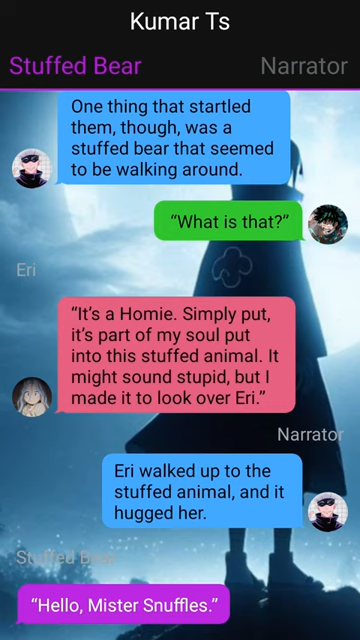 Kumar Ts
Stuffed Bear
Narrator
One thing that startled
them, though, was a
stuffed bear that seemed
to be walking around.
“What is that?”
Eri
“It’s a Homie. Simply put,
it’s part of my soul put
into this stuffed animal. It
might sound stupid, but I
made it to look over Eri.”
Narrator
Eri walked up to the
stuffed animal, and it
hugged her.
Stuffed Bear
“Hello, Mister Snuffles.”